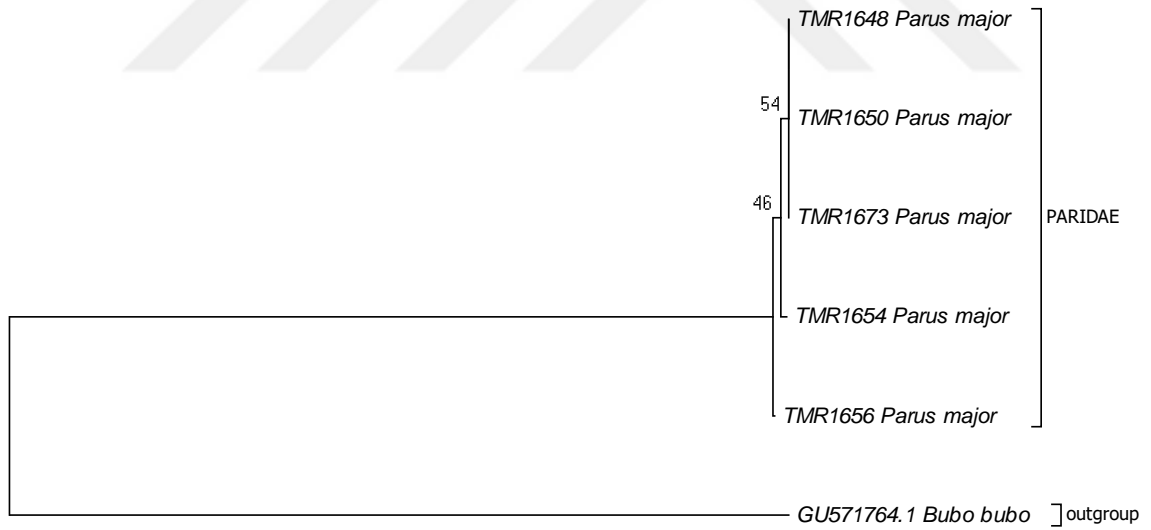 TMR1648 Parus major
54
TMR1650 Parus major
46
TMR1673 Parus major
PARIDAE
TMR1654 Parus major
TMR1656 Parus major
GU571764.1 Bubo bubo
outgroup